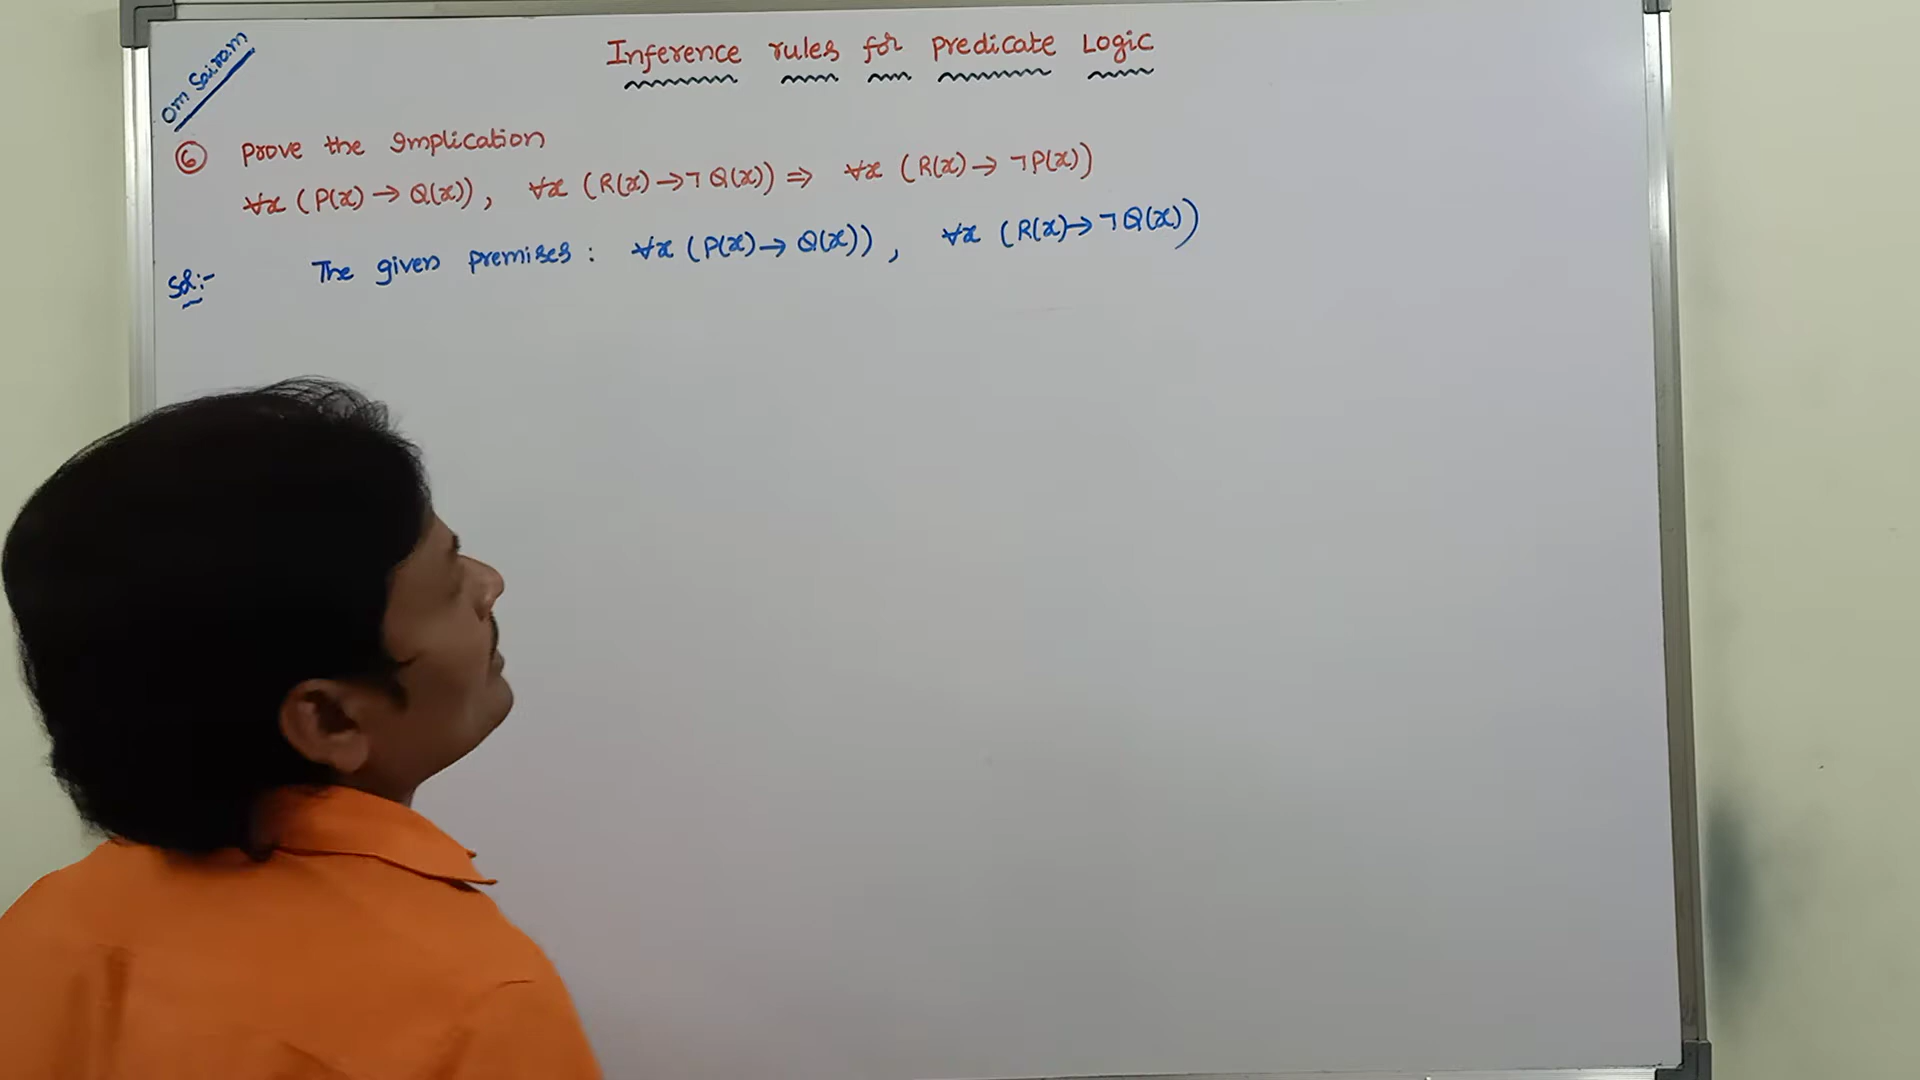 Om Sairam
Inference rules for predicate Logic
⑥ prove the Implication
∀x (P(x) → Q(x)), ∀x (R(x) → ¬Q(x)) ⇒ ∀x (R(x) → ¬P(x))
Sol:- The given premises : ∀x (P(x) → Q(x)), ∀x (R(x) → ¬Q(x))